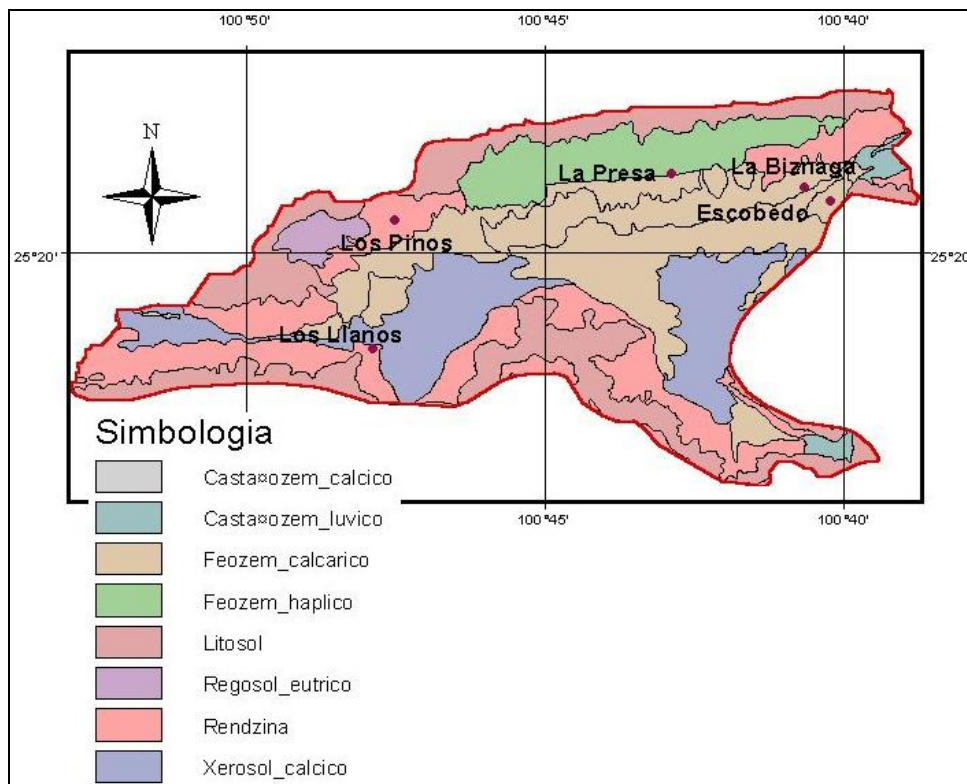 100°50' 100°45' 100°40'
N
La Presa La Biznaga
Escobedo
Los Pinos
25°20' 25°20'
Los Llanos
100°45' 100°40'
Simbologia
Casta¤ozem_calcico
Casta¤ozem_luvico
Feozem_calcarico
Feozem_haplico
Litosol
Regosol_eutrico
Rendzina
Xerosol_calcico